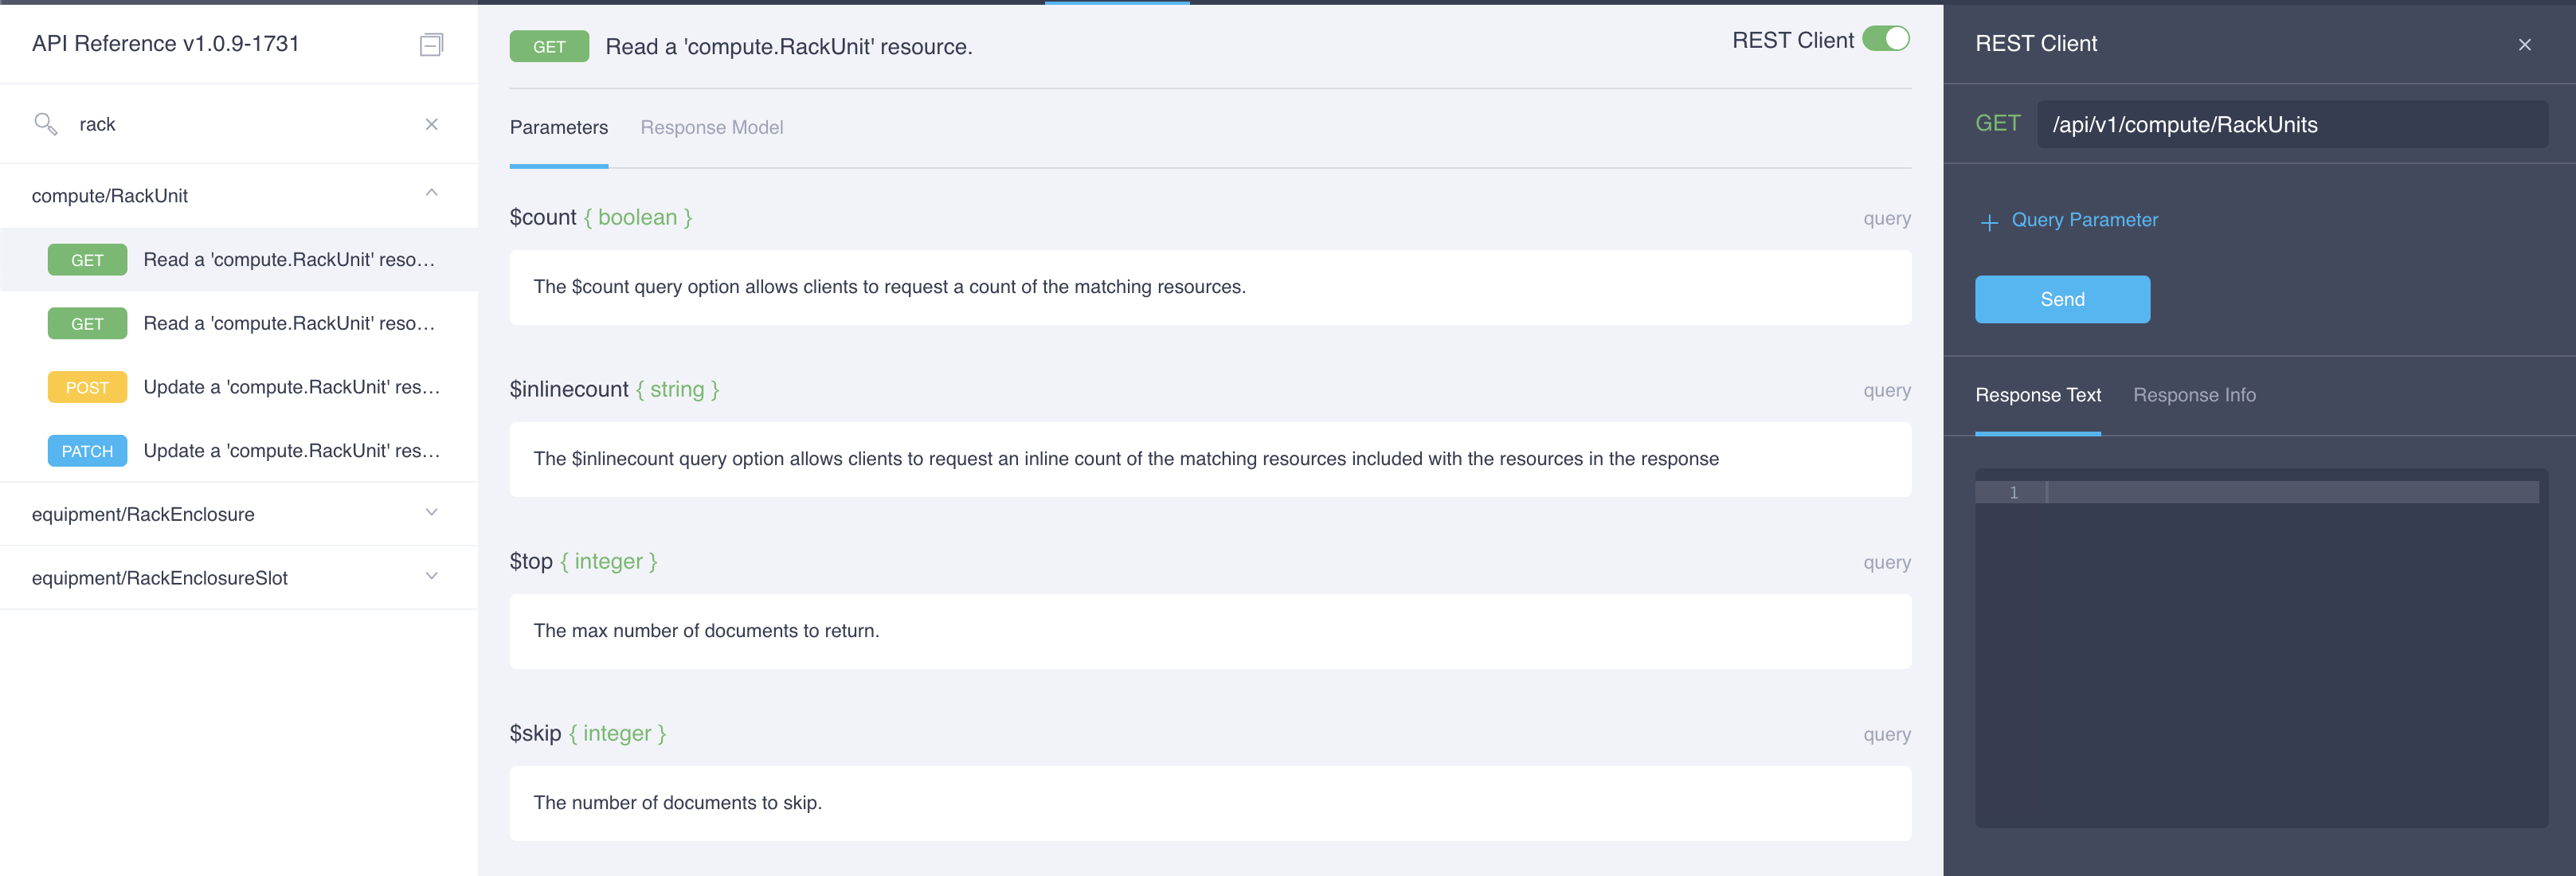 API Reference v1.0.9-1731
rack
compute/RackUnit
GET Read a 'compute.RackUnit' reso…
GET Read a 'compute.RackUnit' reso…
POST Update a 'compute.RackUnit' res…
PATCH Update a 'compute.RackUnit' res…
equipment/RackEnclosure
equipment/RackEnclosureSlot
GET Read a 'compute.RackUnit' resource.
REST Client
Parameters Response Model
$count { boolean } query
The $count query option allows clients to request a count of the matching resources.
$inlinecount { string } query
The $inlinecount query option allows clients to request an inline count of the matching resources included with the resources in the response
$top { integer } query
The max number of documents to return.
$skip { integer } query
The number of documents to skip.
REST Client
GET /api/v1/compute/RackUnits
Query Parameter
Send
Response Text Response Info
1